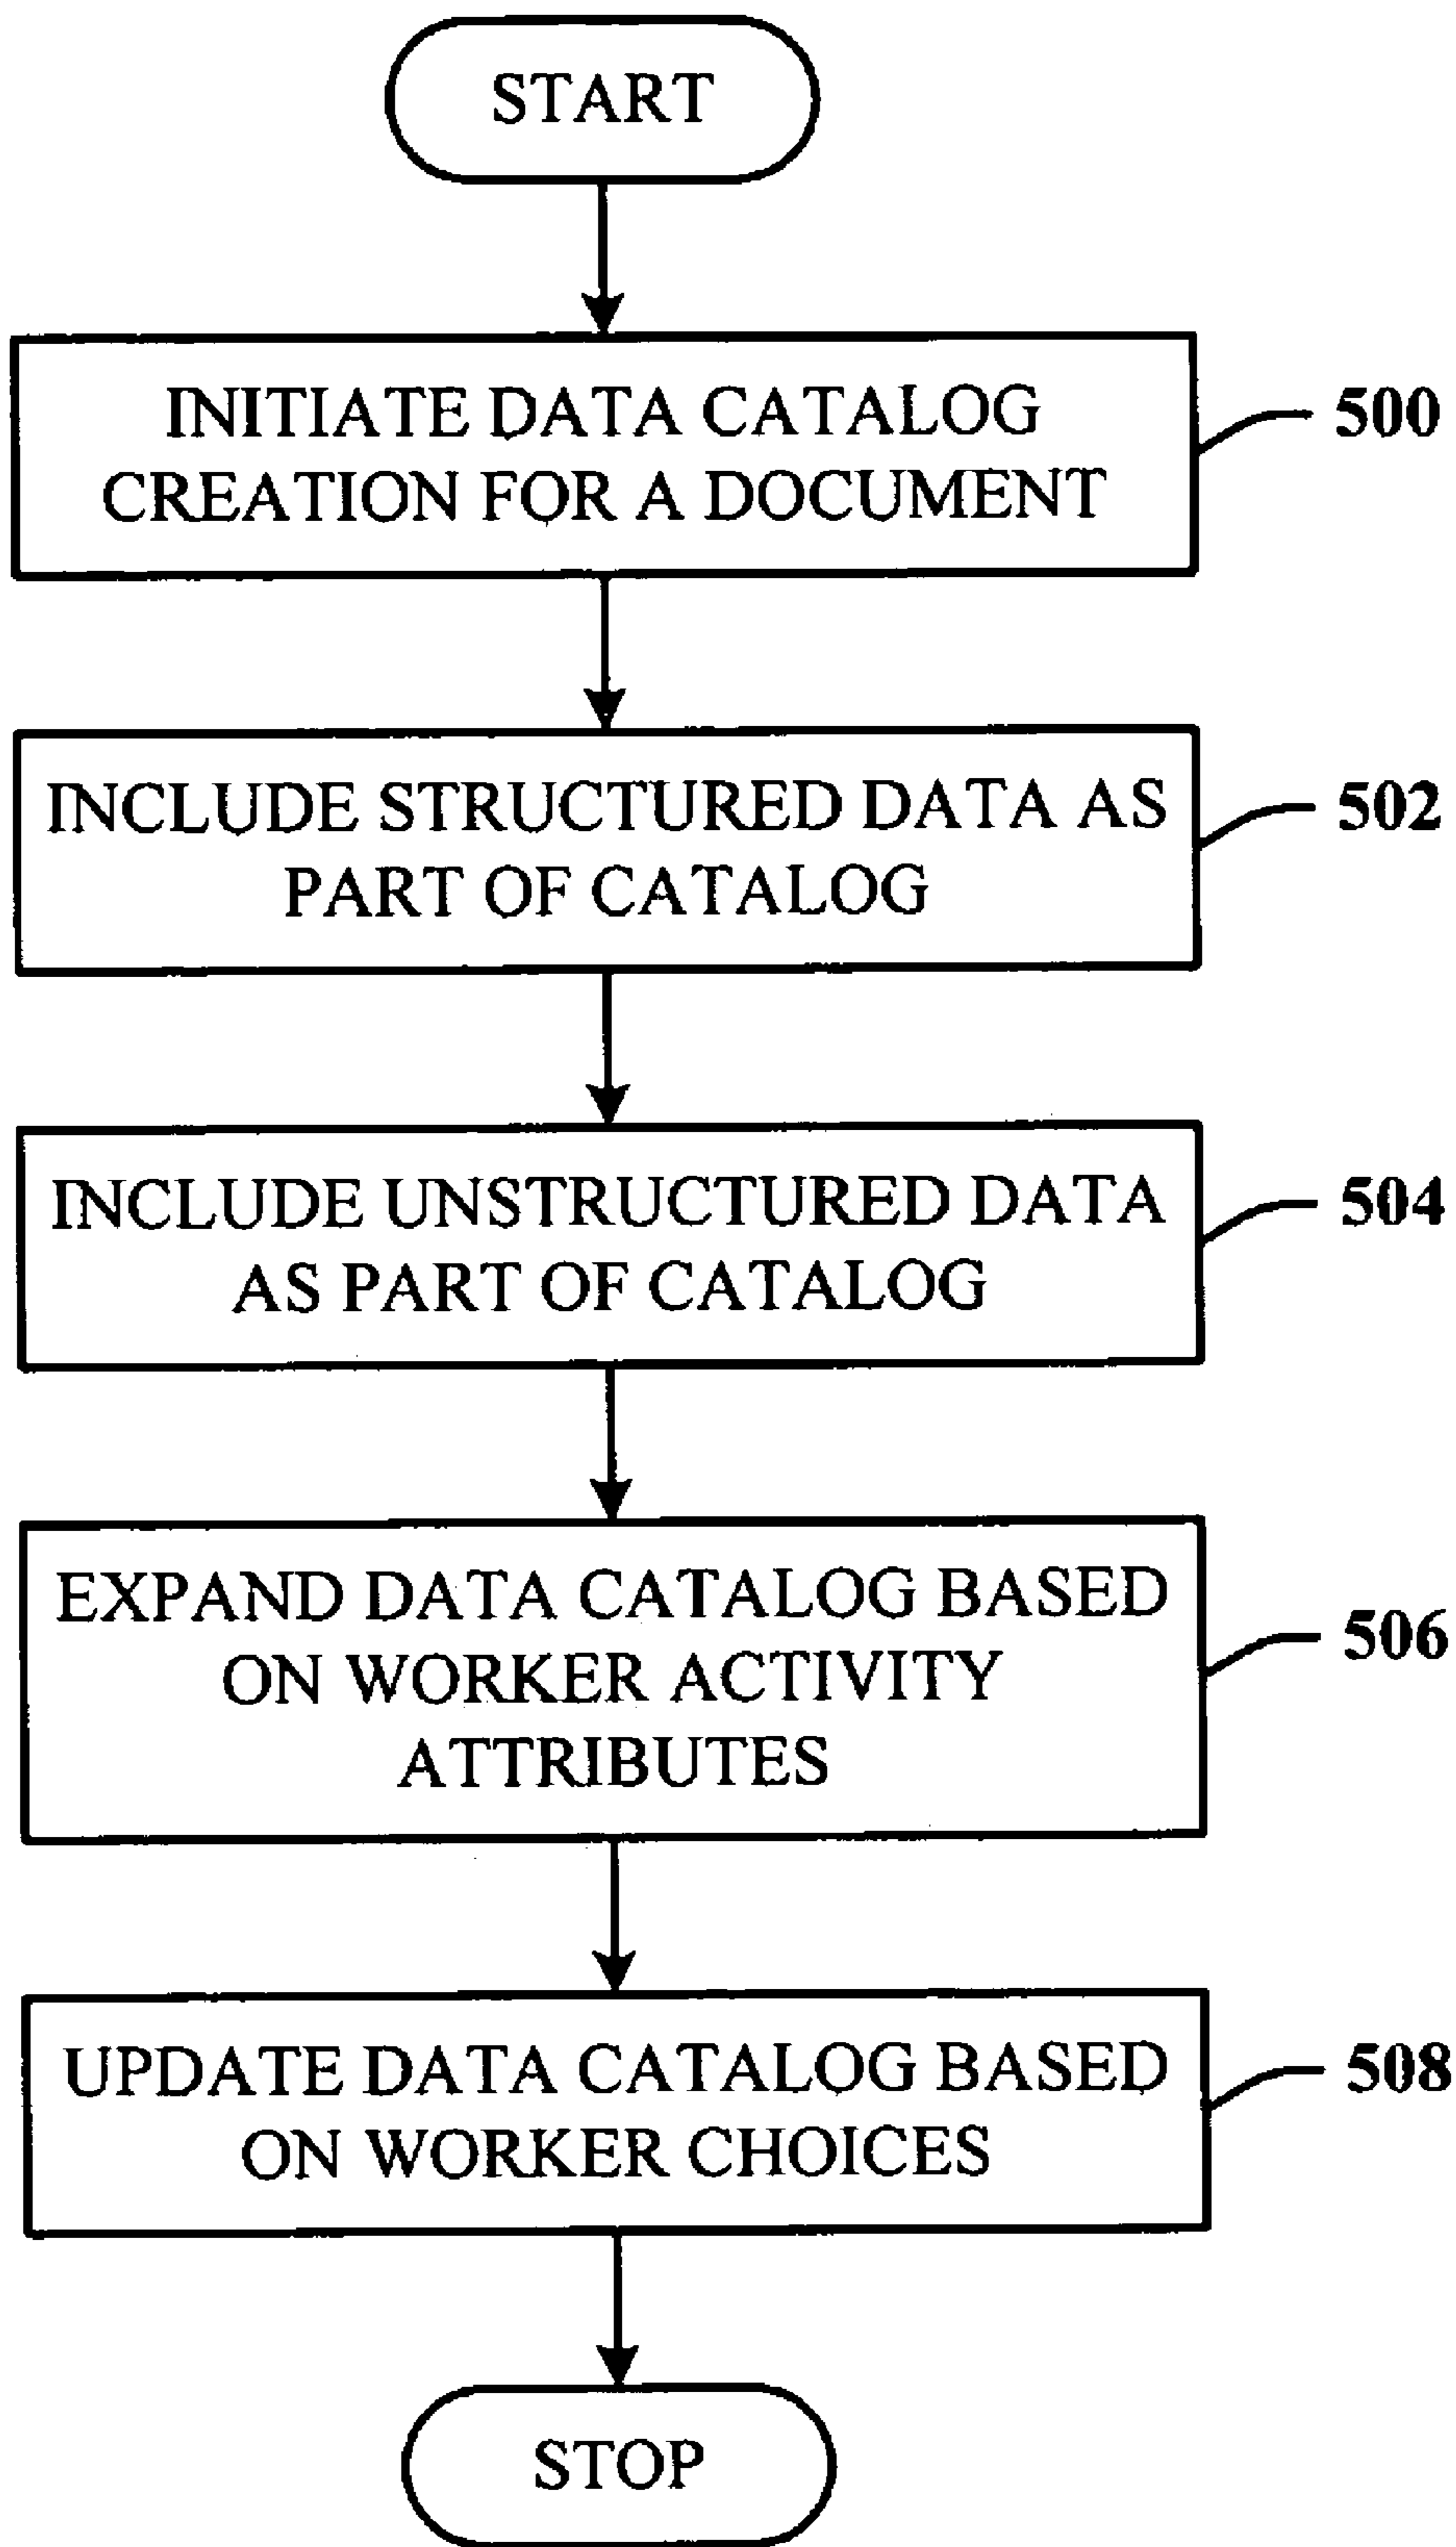 START
INITIATE DATA CATALOG
CREATION FOR A DOCUMENT
500
INCLUDE STRUCTURED DATA AS
PART OF CATALOG
502
INCLUDE UNSTRUCTURED DATA
AS PART OF CATALOG
504
EXPAND DATA CATALOG BASED
ON WORKER ACTIVITY
ATTRIBUTES
506
UPDATE DATA CATALOG BASED
ON WORKER CHOICES
508
STOP